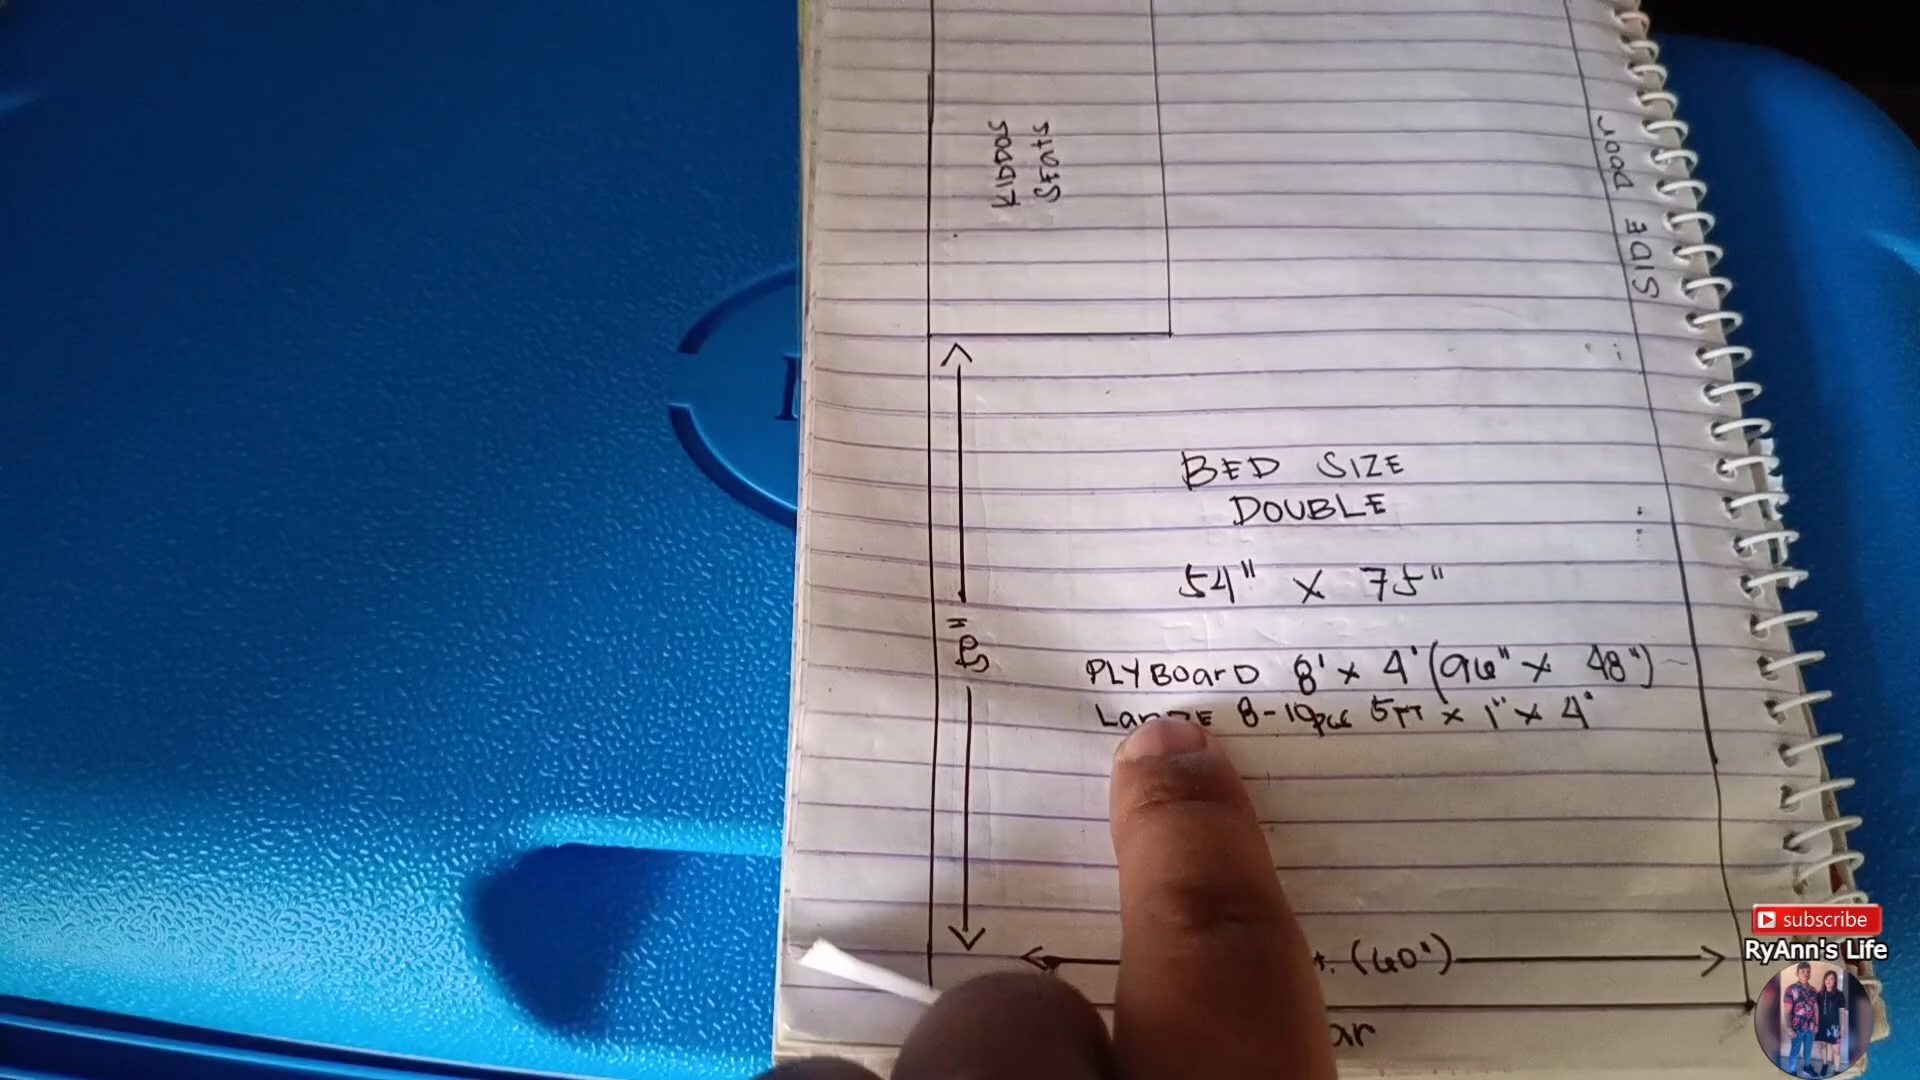 KIDDOS
SEATS
SIDE DOOR
BED SIZE
DOUBLE
54" X 75"
PLYBOARD 8' x 4' (96" x 48")
8-10pcs 5FT x 1" x 4"
(60")
subscribe
RyAnn's Life